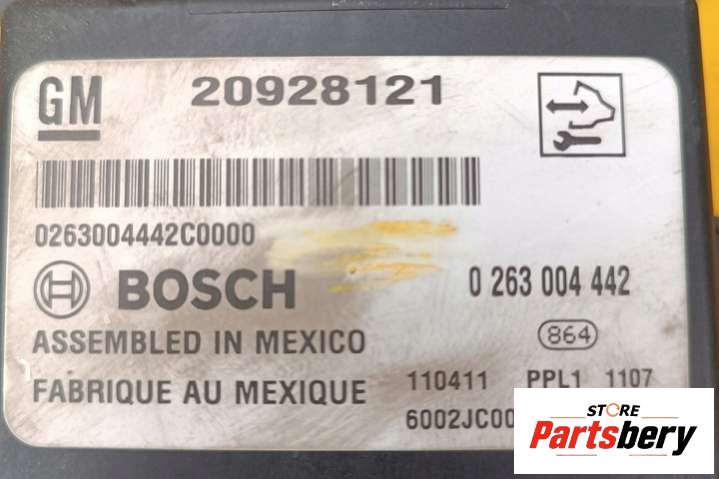 GM 20928121
0263004442C0000
BOSCH 0 263 004 442
ASSEMBLED IN MEXICO 864
FABRIQUE AU MEXIQUE 110411 PPL1 1107
6002JC00
STORE
Partsbery